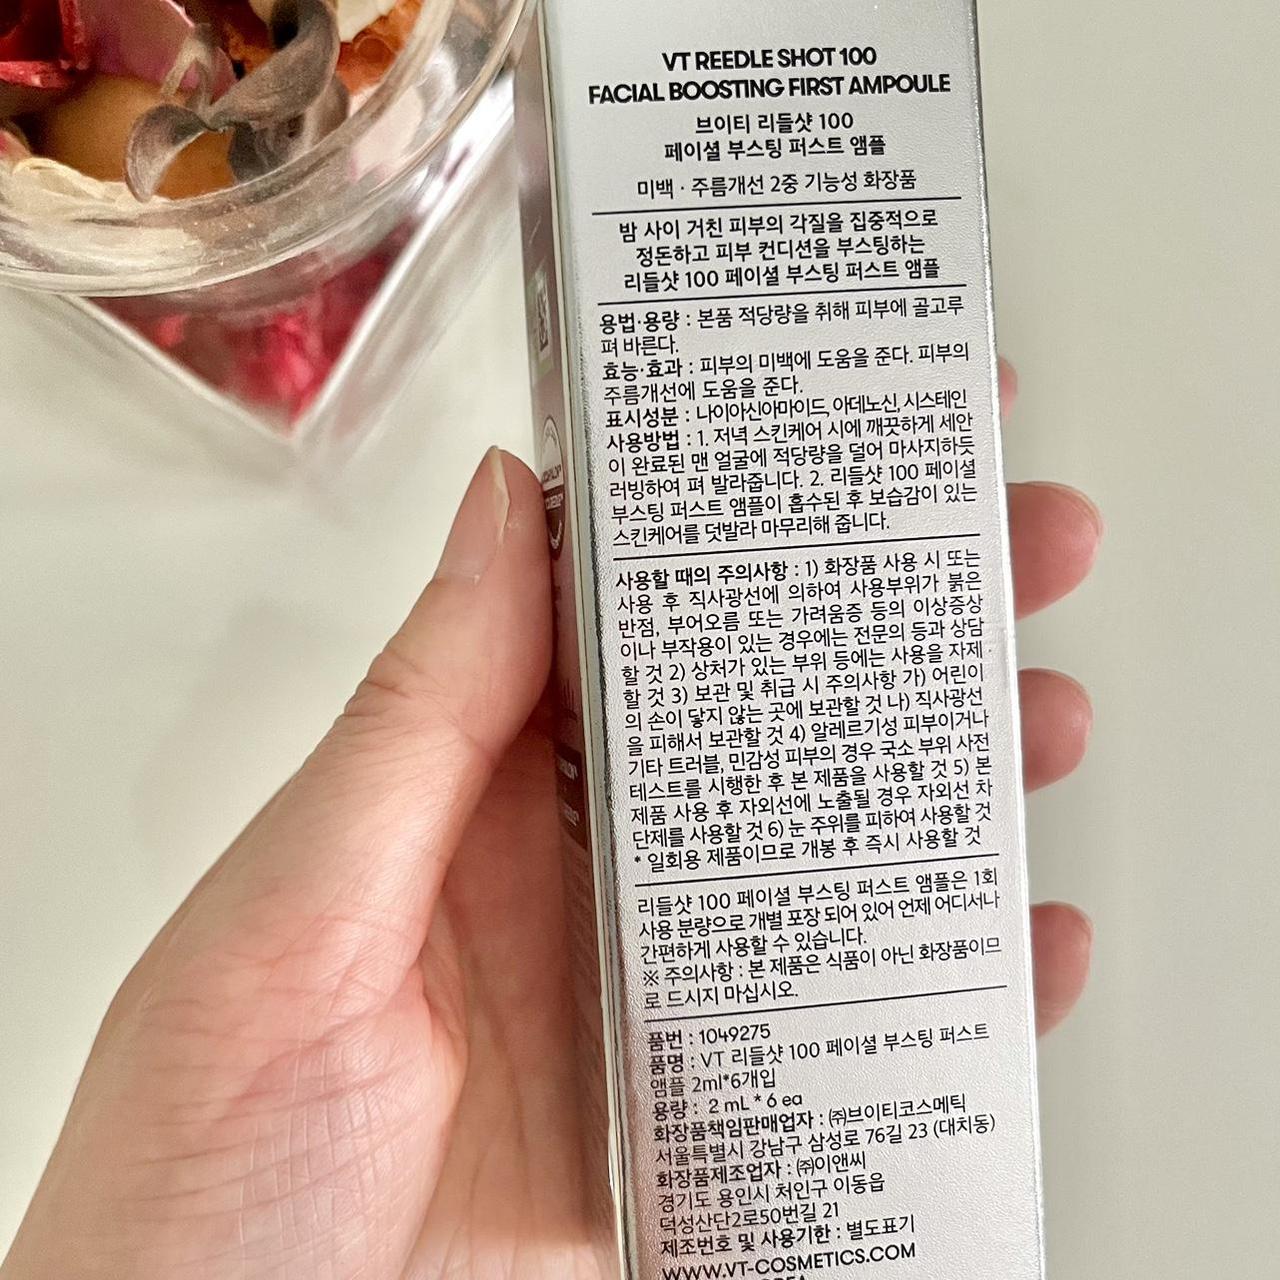 VT REEDLE SHOT 100
FACIAL BOOSTING FIRST AMPOULE
브이티 리들샷 100
페이셜 부스팅 퍼스트 앰플
미백 · 주름개선 2중 기능성 화장품
밤 사이 거친 피부의 각질을 집중적으로
정돈하고 피부 컨디션을 부스팅하는
리들샷 100 페이셜 부스팅 퍼스트 앰플
용법·용량 : 본품 적당량을 취해 피부에 골고루
펴 바른다.
효능·효과 : 피부의 미백에 도움을 준다. 피부의
주름개선에 도움을 준다.
표시성분 : 나이아신아마이드, 아데노신, 시스테인
사용방법 : 1. 저녁 스킨케어 시에 깨끗하게 세안
이 완료된 맨 얼굴에 적당량을 덜어 마사지하듯
러빙하여 펴 발라줍니다. 2. 리들샷 100 페이셜
부스팅 퍼스트 앰플이 흡수된 후 보습감이 있는
스킨케어를 덧발라 마무리해 줍니다.
사용할 때의 주의사항 : 1) 화장품 사용 시 또는
사용 후 직사광선에 의하여 사용부위가 붉은
반점, 부어오름 또는 가려움증 등의 이상증상
이나 부작용이 있는 경우에는 전문의 등과 상담
할 것 2) 상처가 있는 부위 등에는 사용을 자제
할 것 3) 보관 및 취급 시 주의사항 가) 어린이
의 손이 닿지 않는 곳에 보관할 것 나) 직사광선
을 피해서 보관할 것 4) 알레르기성 피부이거나
기타 트러블, 민감성 피부의 경우 국소 부위 사전
테스트를 시행한 후 본 제품을 사용할 것 5) 본
제품 사용 후 자외선에 노출될 경우 자외선 차
단제를 사용할 것 6) 눈 주위를 피하여 사용할 것
* 일회용 제품이므로 개봉 후 즉시 사용할 것
리들샷 100 페이셜 부스팅 퍼스트 앰플은 1회
사용 분량으로 개별 포장 되어 있어 언제 어디서나
간편하게 사용할 수 있습니다.
※ 주의사항 : 본 제품은 식품이 아닌 화장품이므
로 드시지 마십시오.
품번 : 1049275
품명 : VT 리들샷 100 페이셜 부스팅 퍼스트
앰플 2ml*6개입
용량 : 2 mL * 6 ea
화장품책임판매업자 : ㈜브이티코스메틱
서울특별시 강남구 삼성로 76길 23 (대치동)
화장품제조업자 : ㈜이앤씨
경기도 용인시 처인구 이동읍
덕성산단2로50번길 21
제조번호 및 사용기한 : 별도표기
WWW.VT-COSMETICS.COM